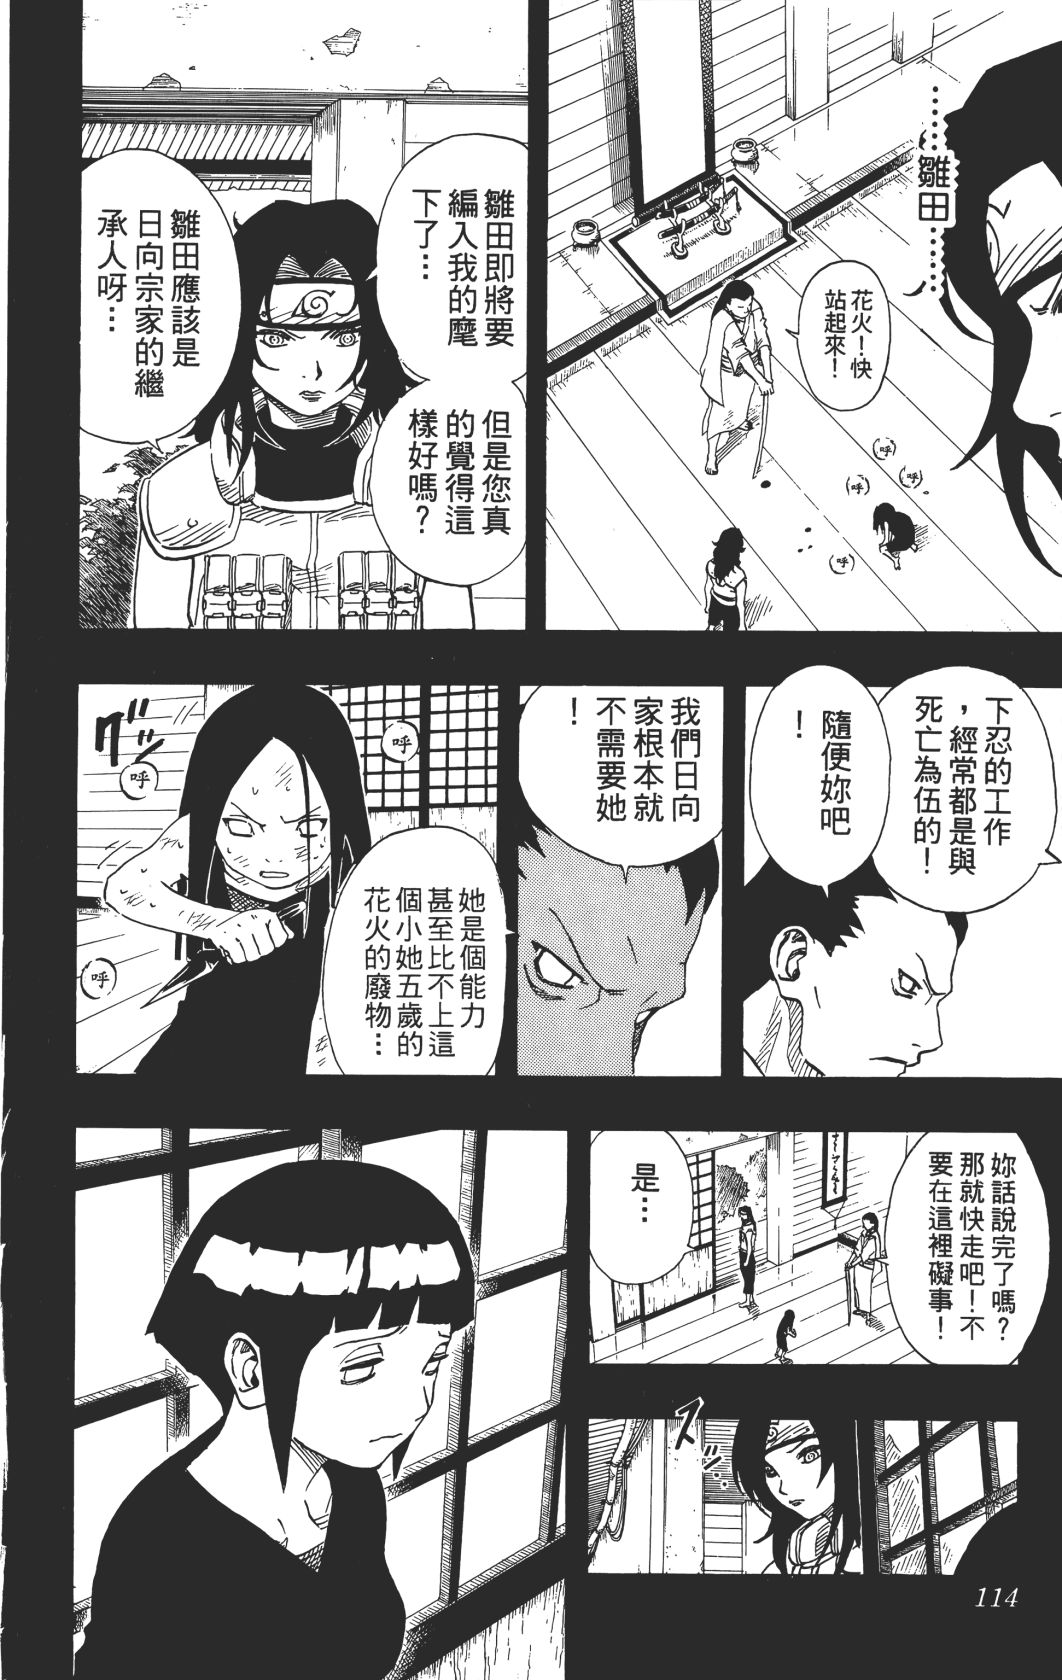 ……雛田……
花火！快
站起來！
呼
呼
呼
呼
雛田即將要
編入我的麾
下了…
但是您真
的覺得這
樣好嗎？
雛田應該是
日向宗家的繼
承人呀…
下忍的工作
，經常都是與
死亡為伍的！
隨便妳吧
！
我們日向
家根本就
不需要她
！
她是個能力
甚至比不上這
個小她五歲的
花火的廢物…
グッ
呼
呼
呼
妳話說完了嗎？
那就快走吧！不
要在這裡礙事！
是…
ス…
114